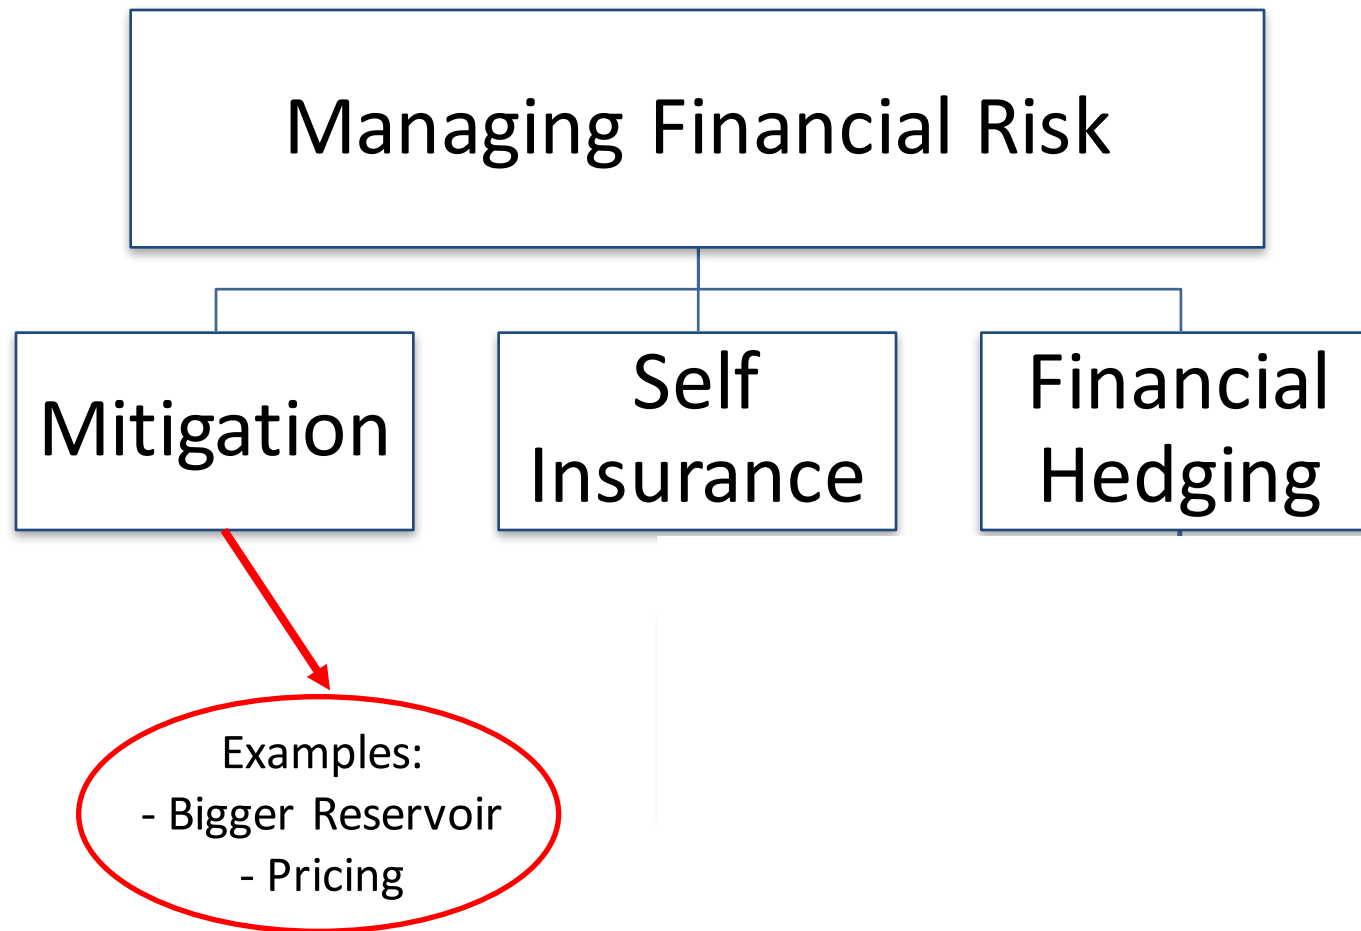 Managing Financial Risk
Mitigation
Self
Insurance
Financial
Hedging
Examples:
- Bigger Reservoir
- Pricing